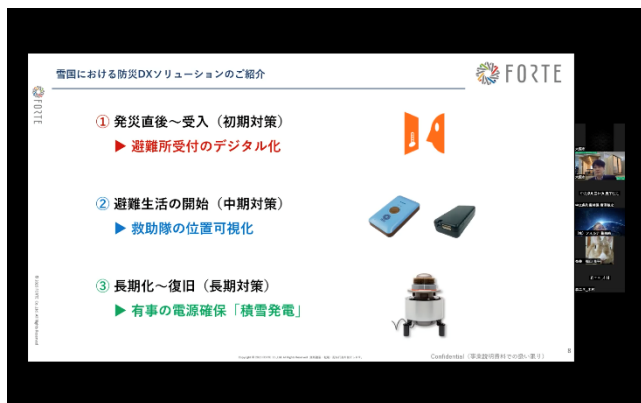 雪国における防災DXソリューションのご紹介
FORTE
FORTE
① 発災直後～受入（初期対策）
▶ 避難所受付のデジタル化
② 避難生活の開始（中期対策）
▶ 救助隊の位置可視化
③ 長期化～復旧（長期対策）
▶ 有事の電源確保「積雪発電」
8